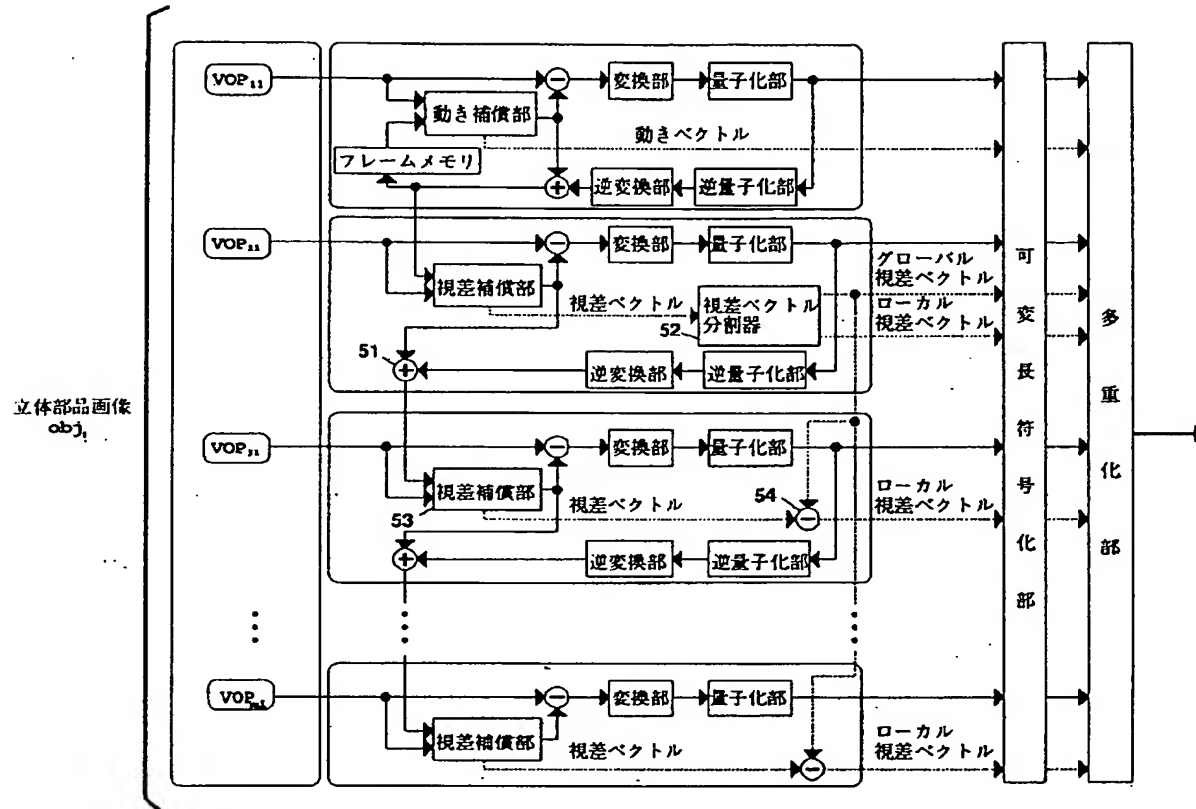 VOP₁₁
変換部
量子化部
動き補償部
動きベクトル
フレームメモリ
+
逆変換部
逆量子化部
VOP₂₁
変換部
量子化部
グローバル
視差ベクトル
視差補償部
視差ベクトル
視差ベクトル
分割器
52
ローカル
視差ベクトル
51
+
逆変換部
逆量子化部
立体部品画像
obj₁
VOP₃₁
変換部
量子化部
視差補償部
53
視差ベクトル
54
ローカル
視差ベクトル
+
逆変換部
逆量子化部
VOPₘ₁
変換部
量子化部
視差補償部
視差ベクトル
ローカル
視差ベクトル
可変長符号化部
多重化部